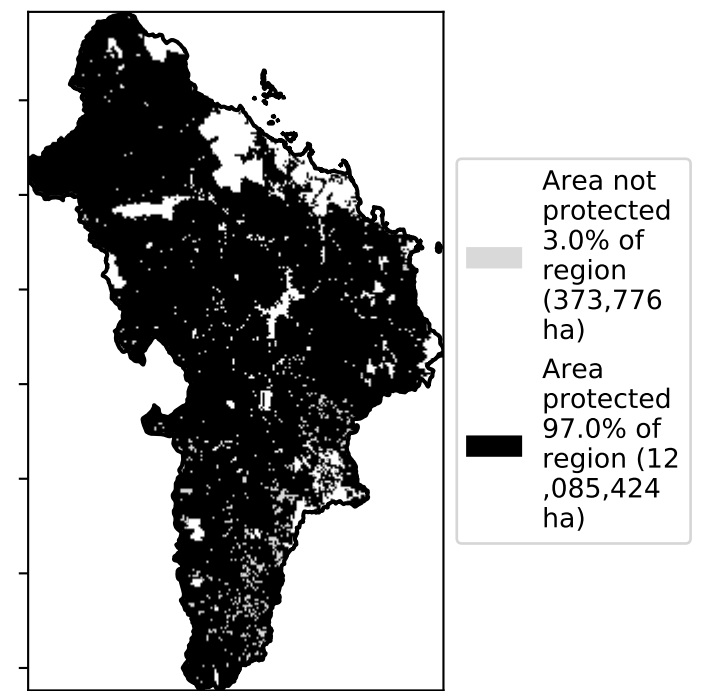 Area not
protected
3.0% of
region
(373,776
ha)
Area
protected
97.0% of
region (12
,085,424
ha)